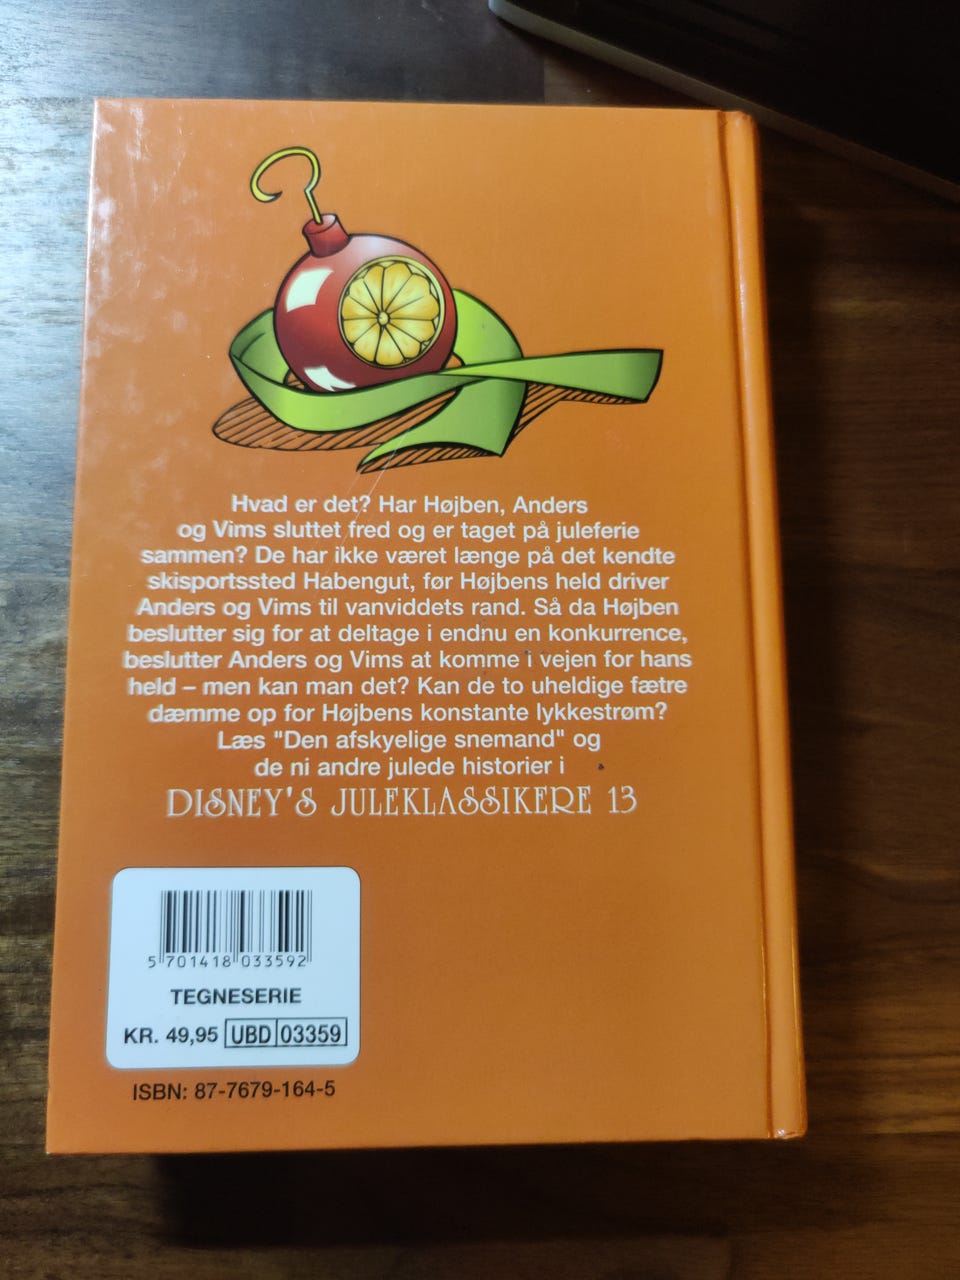 Hvad er det? Har Højben, Anders
og Vims sluttet fred og er taget på juleferie
sammen? De har ikke været længe på det kendte
skisportssted Habengut, før Højbens held driver
Anders og Vims til vanviddets rand. Så da Højben
beslutter sig for at deltage i endnu en konkurrence,
beslutter Anders og Vims at komme i vejen for hans
held – men kan man det? Kan de to uheldige fætre
dæmme op for Højbens konstante lykkestrøm?
Læs "Den afskyelige snemand" og
de ni andre julede historier i
DISNEY'S JULEKLASSIKERE 13
5 701418 033592
TEGNESERIE
KR. 49,95 UBD 03359
ISBN: 87-7679-164-5